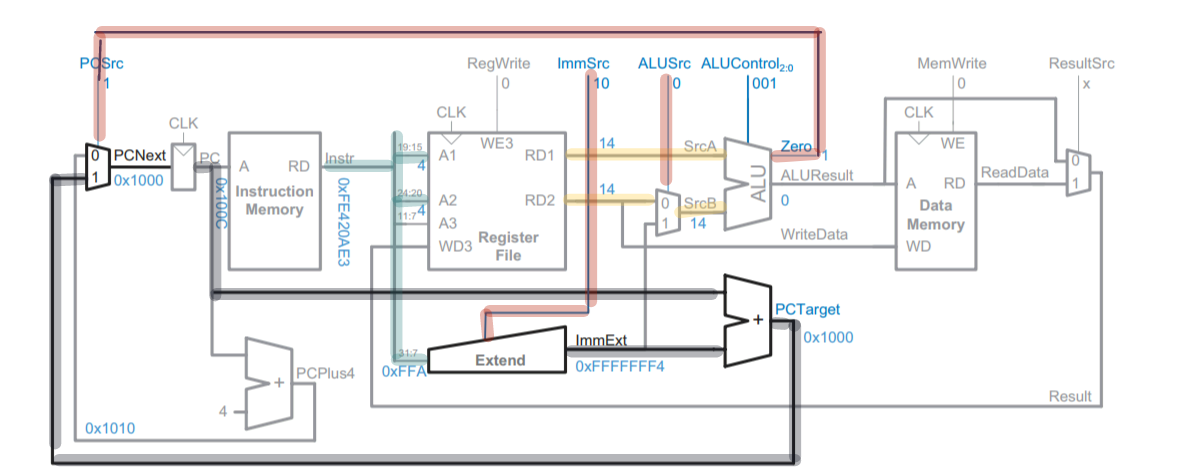 PCSrc
1
RegWrite
0
ImmSrc
10
ALUSrc
0
ALUControl2:0
001
MemWrite
0
ResultSrc
x
CLK
CLK
CLK
0
1
PCNext
0x1000
PC
0x100C
A
RD
Instruction
Memory
Instr
0xFE420AE3
19:15
4
A1
WE3
RD1
14
SrcA
Zero
1
24:20
4
A2
RD2
14
0
1
SrcB
14
ALU
ALUResult
0
11:7
A3
WD3
Register
File
WriteData
WE
A
RD
Data
Memory
WD
ReadData
0
1
+
PCTarget
0x1000
31:7
0xFFA
Extend
ImmExt
0xFFFFFFF4
+
PCPlus4
4
Result
0x1010